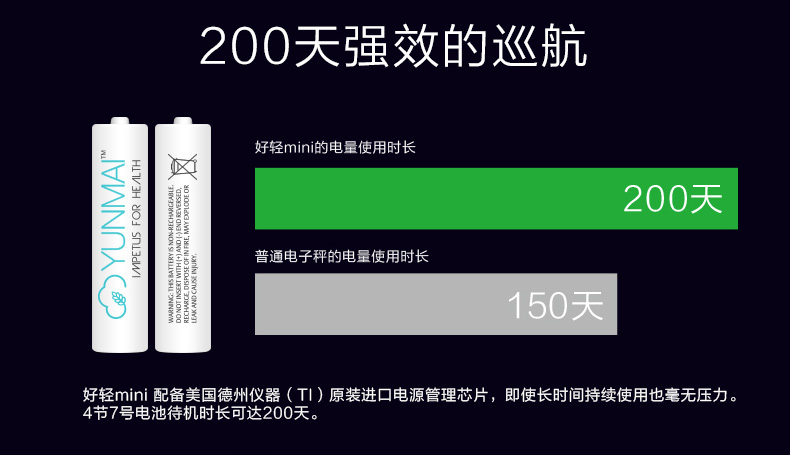 200天强效的巡航
YUNMAI™
IMPETUS FOR HEALTH
WARNING: THIS BATTERY IS NON-RECHARGEABLE.
DO NOT INSERT WITH (+) AND (-) END REVERSED,
RECHARGE, DISPOSE OF IN FIRE, MAY EXPLODE OR
LEAK AND CAUSE INJURY.
好轻mini的电量使用时长
200天
普通电子秤的电量使用时长
150天
好轻mini 配备美国德州仪器（TI）原装进口电源管理芯片，即使长时间持续使用也毫无压力。
4节7号电池待机时长可达200天。